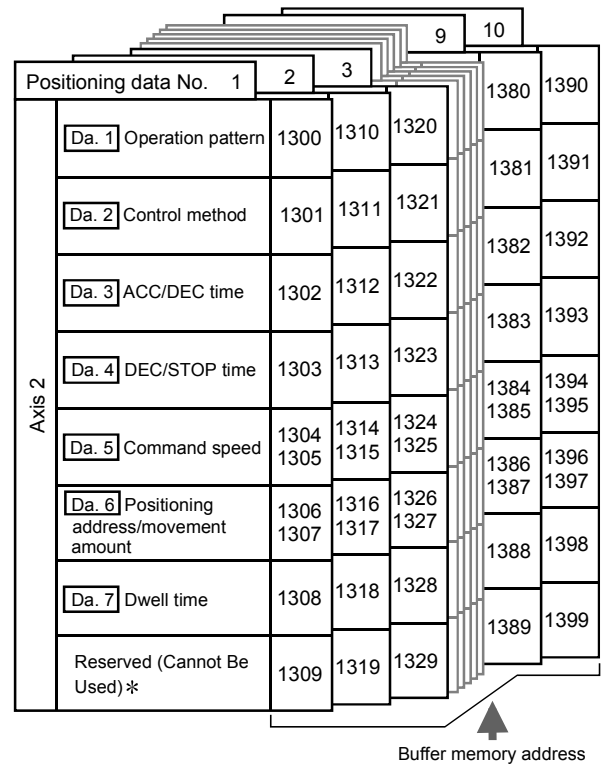 Positioning data No. 1 2 3 9 10
Axis 2
Da. 1 Operation pattern 1300 1310 1320 1380 1390
Da. 2 Control method 1301 1311 1321 1381 1391
Da. 3 ACC/DEC time 1302 1312 1322 1382 1392
Da. 4 DEC/STOP time 1303 1313 1323 1383 1393
Da. 5 Command speed 1304 1305 1314 1315 1324 1325 1384 1385 1394 1395
Da. 6 Positioning
address/movement
amount 1306 1307 1316 1317 1326 1327 1386 1387 1396 1397
Da. 7 Dwell time 1308 1318 1328 1388 1398
Reserved (Cannot Be
Used)* 1309 1319 1329 1389 1399
Buffer memory address